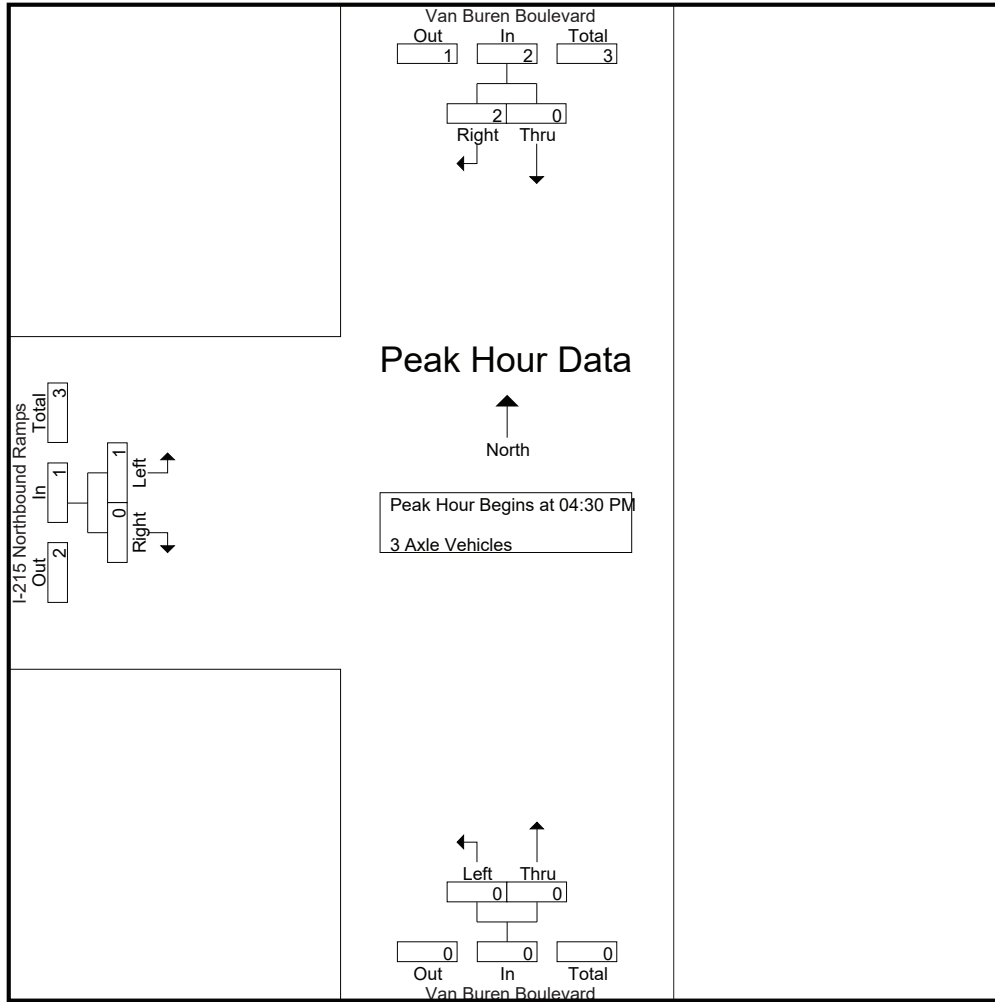 Van Buren Boulevard
Out In Total
1 2 3
2 0
Right Thru
Peak Hour Data
North
Peak Hour Begins at 04:30 PM
3 Axle Vehicles
I-215 Northbound Ramps
Out In Total
2 1 3
Right Left
0 1
Left Thru
0 0
0 0 0
Out In Total
Van Buren Boulevard